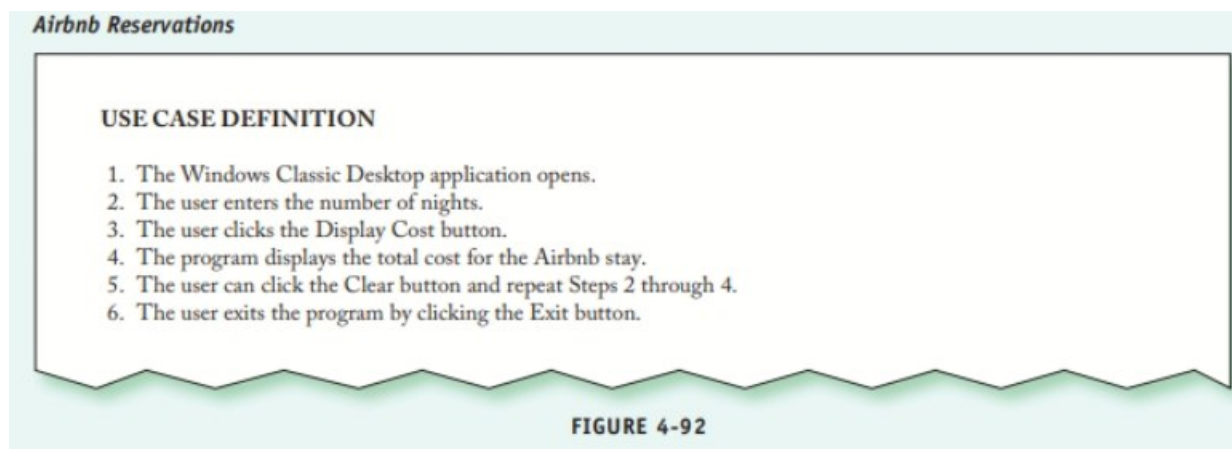 Airbnb Reservations
USE CASE DEFINITION
1. The Windows Classic Desktop application opens.
2. The user enters the number of nights.
3. The user clicks the Display Cost button.
4. The program displays the total cost for the Airbnb stay.
5. The user can click the Clear button and repeat Steps 2 through 4.
6. The user exits the program by clicking the Exit button.
FIGURE 4-92